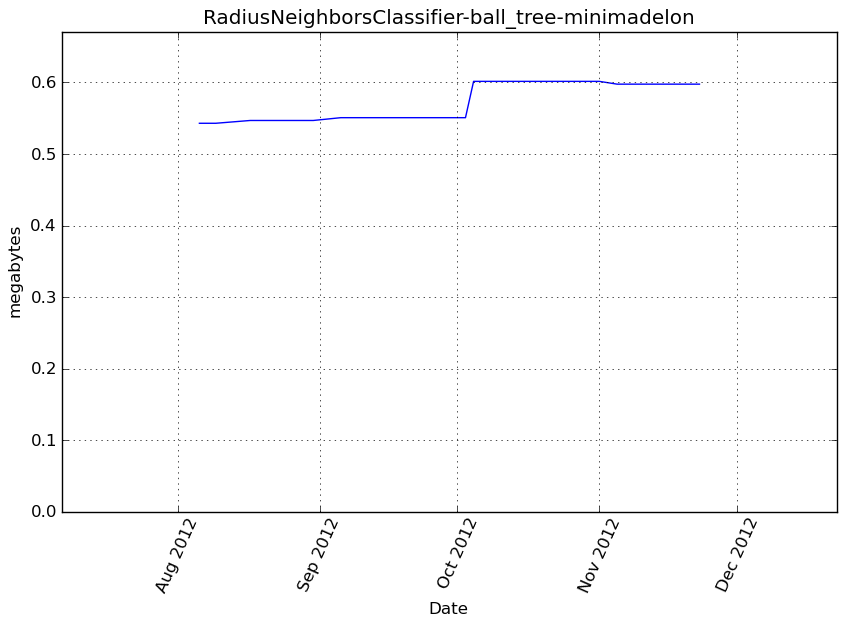 RadiusNeighborsClassifier-ball_tree-minimadelon
0.6
0.5
0.4
0.3
0.2
0.1
0.0
megabytes
Aug 2012
Sep 2012
Oct 2012
Nov 2012
Dec 2012
Date